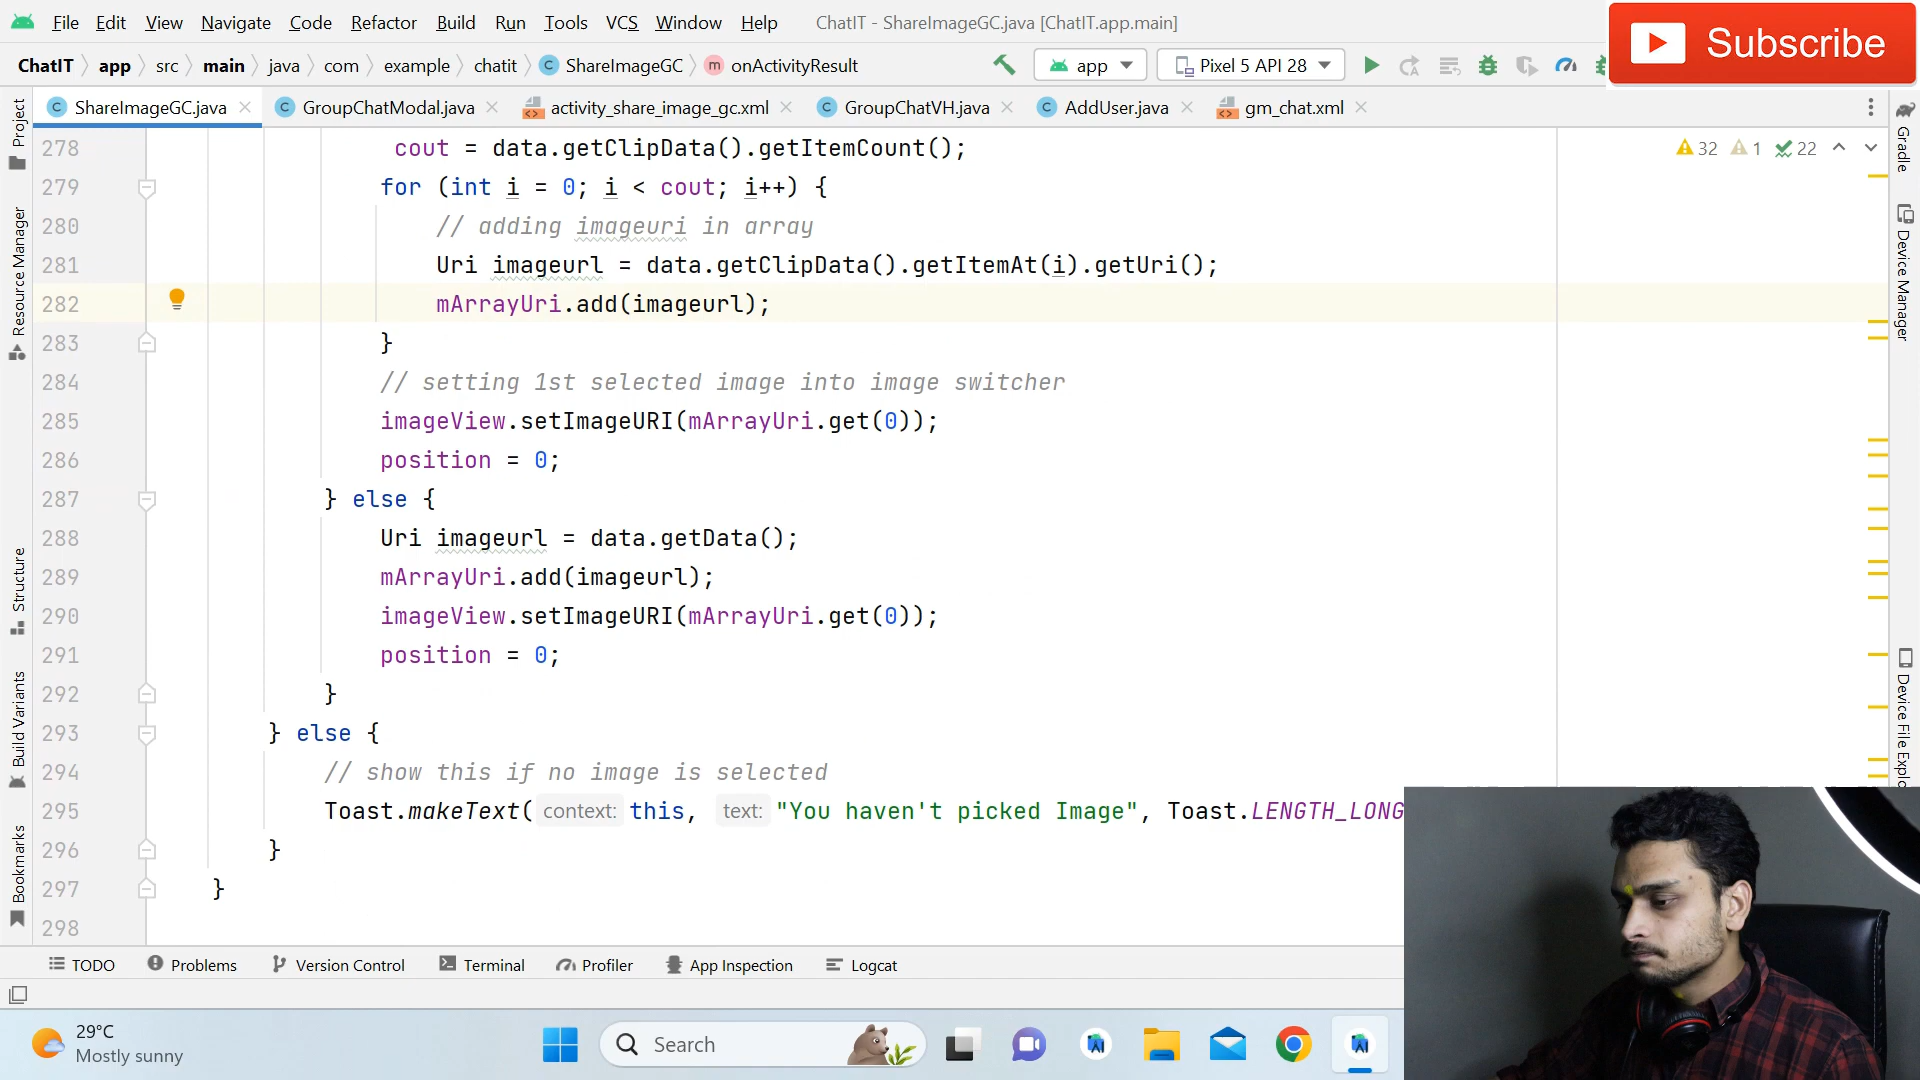 File Edit View Navigate Code Refactor Build Run Tools VCS Window Help ChatIT - ShareImageGC.java [ChatIT.app.main]
Subscribe
ChatIT app src main java com example chatit ShareImageGC onActivityResult app Pixel 5 API 28
ShareImageGC.java GroupChatModal.java activity_share_image_gc.xml GroupChatVH.java AddUser.java gm_chat.xml
32 1 22
278 cout = data.getClipData().getItemCount();
279 for (int i = 0; i < cout; i++) {
280 // adding imageuri in array
281 Uri imageurl = data.getClipData().getItemAt(i).getUri();
282 mArrayUri.add(imageurl);
283 }
284 // setting 1st selected image into image switcher
285 imageView.setImageURI(mArrayUri.get(0));
286 position = 0;
287 } else {
288 Uri imageurl = data.getData();
289 mArrayUri.add(imageurl);
290 imageView.setImageURI(mArrayUri.get(0));
291 position = 0;
292 }
293 } else {
294 // show this if no image is selected
295 Toast.makeText( context: this, text: "You haven't picked Image", Toast.LENGTH_LONG
296 }
297 }
298
Project
Resource Manager
Structure
Build Variants
Bookmarks
Gradle
Device Manager
Device File Explo
TODO Problems Version Control Terminal Profiler App Inspection Logcat
29°C
Mostly sunny
Search